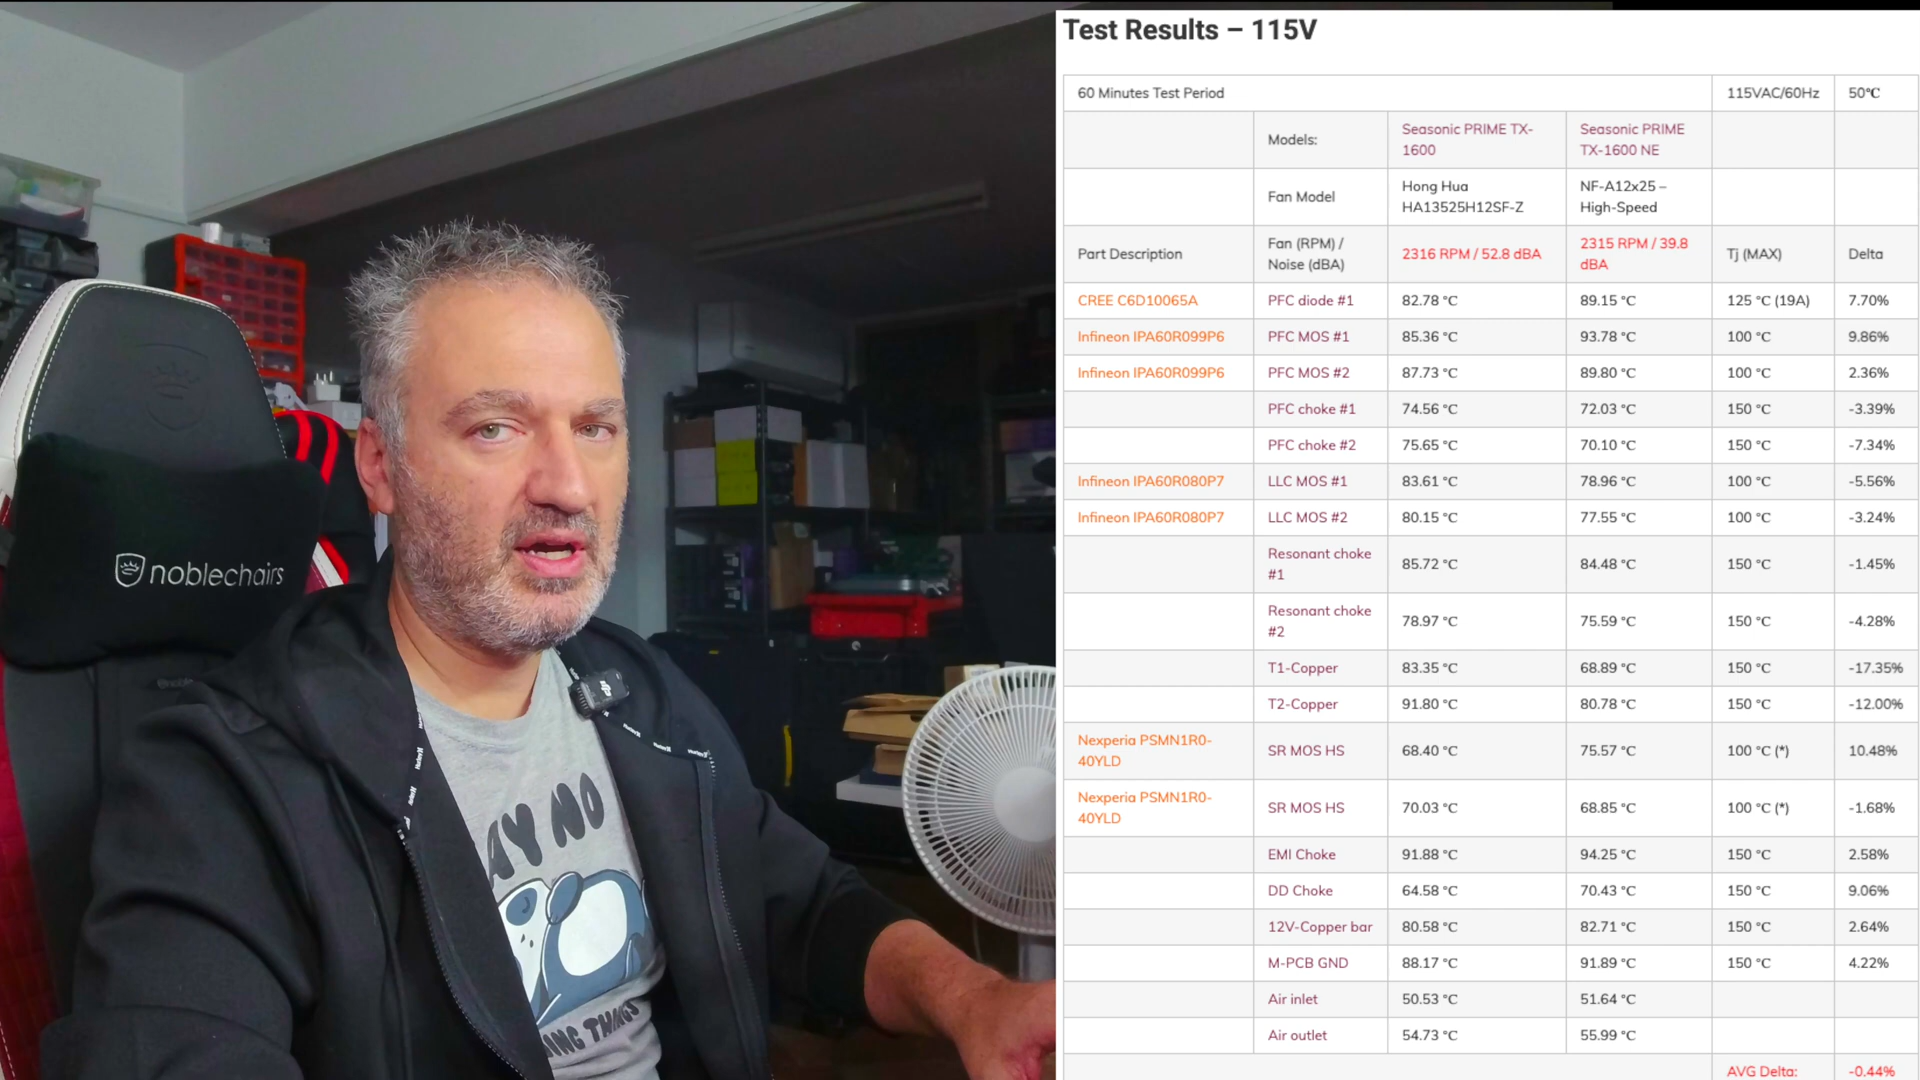 Test Results – 115V
60 Minutes Test Period 115VAC/60Hz 50°C
Models: Seasonic PRIME TX-1600 Seasonic PRIME TX-1600 NE
Fan Model Hong Hua HA13525H12SF-Z NF-A12x25 – High-Speed
Part Description Fan (RPM) / Noise (dBA) 2316 RPM / 52.8 dBA 2315 RPM / 39.8 dBA Tj (MAX) Delta
CREE C6D10065A PFC diode #1 82.78 °C 89.15 °C 125 °C (19A) 7.70%
Infineon IPA60R099P6 PFC MOS #1 85.36 °C 93.78 °C 100 °C 9.86%
Infineon IPA60R099P6 PFC MOS #2 87.73 °C 89.80 °C 100 °C 2.36%
PFC choke #1 74.56 °C 72.03 °C 150 °C -3.39%
PFC choke #2 75.65 °C 70.10 °C 150 °C -7.34%
Infineon IPA60R080P7 LLC MOS #1 83.61 °C 78.96 °C 100 °C -5.56%
Infineon IPA60R080P7 LLC MOS #2 80.15 °C 77.55 °C 100 °C -3.24%
Resonant choke #1 85.72 °C 84.48 °C 150 °C -1.45%
Resonant choke #2 78.97 °C 75.59 °C 150 °C -4.28%
T1-Copper 83.35 °C 68.89 °C 150 °C -17.35%
T2-Copper 91.80 °C 80.78 °C 150 °C -12.00%
Nexperia PSMN1R0-40YLD SR MOS HS 68.40 °C 75.57 °C 100 °C (*) 10.48%
Nexperia PSMN1R0-40YLD SR MOS HS 70.03 °C 68.85 °C 100 °C (*) -1.68%
EMI Choke 91.88 °C 94.25 °C 150 °C 2.58%
DD Choke 64.58 °C 70.43 °C 150 °C 9.06%
12V-Copper bar 80.58 °C 82.71 °C 150 °C 2.64%
M-PCB GND 88.17 °C 91.89 °C 150 °C 4.22%
Air inlet 50.53 °C 51.64 °C
Air outlet 54.73 °C 55.99 °C
AVG Delta: -0.44%
noblechairs
AY NO
ING THINGS
dji